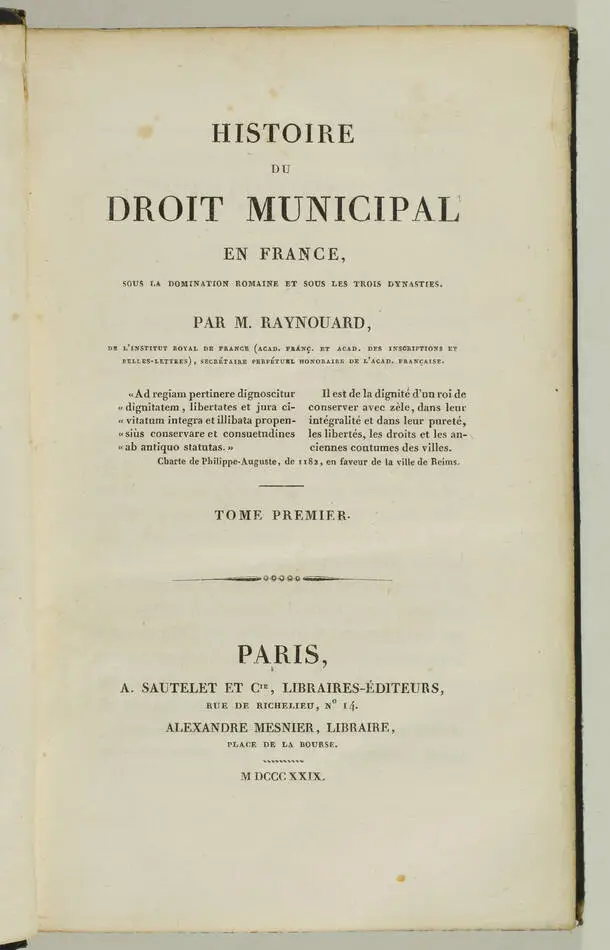 HISTOIRE
DU
DROIT MUNICIPAL
EN FRANCE,
SOUS LA DOMINATION ROMAINE ET SOUS LES TROIS DYNASTIES.
PAR M. RAYNOUARD,
DE L'INSTITUT ROYAL DE FRANCE (ACAD. FRANÇ. ET ACAD. DES INSCRIPTIONS ET
BELLES-LETTRES), SECRÉTAIRE PERPÉTUEL HONORAIRE DE L'ACAD. FRANÇAISE.
«Ad regiam pertinere dignoscitur
« dignitatem, libertates et jura ci-
« vitatum integra et illibata propen-
« siùs conservare et consuetudines
« ab antiquo statutas. »
Il est de la dignité d'un roi de
conserver avec zèle, dans leur
intégralité et dans leur pureté,
les libertés, les droits et les an-
ciennes coutumes des villes.
Charte de Philippe-Auguste, de 1182, en faveur de la ville de Reims.
TOME PREMIER.
PARIS,
A. SAUTELET ET Cie, LIBRAIRES-ÉDITEURS,
RUE DE RICHELIEU, No 14.
ALEXANDRE MESNIER, LIBRAIRE,
PLACE DE LA BOURSE.
M DCCC XXIX.